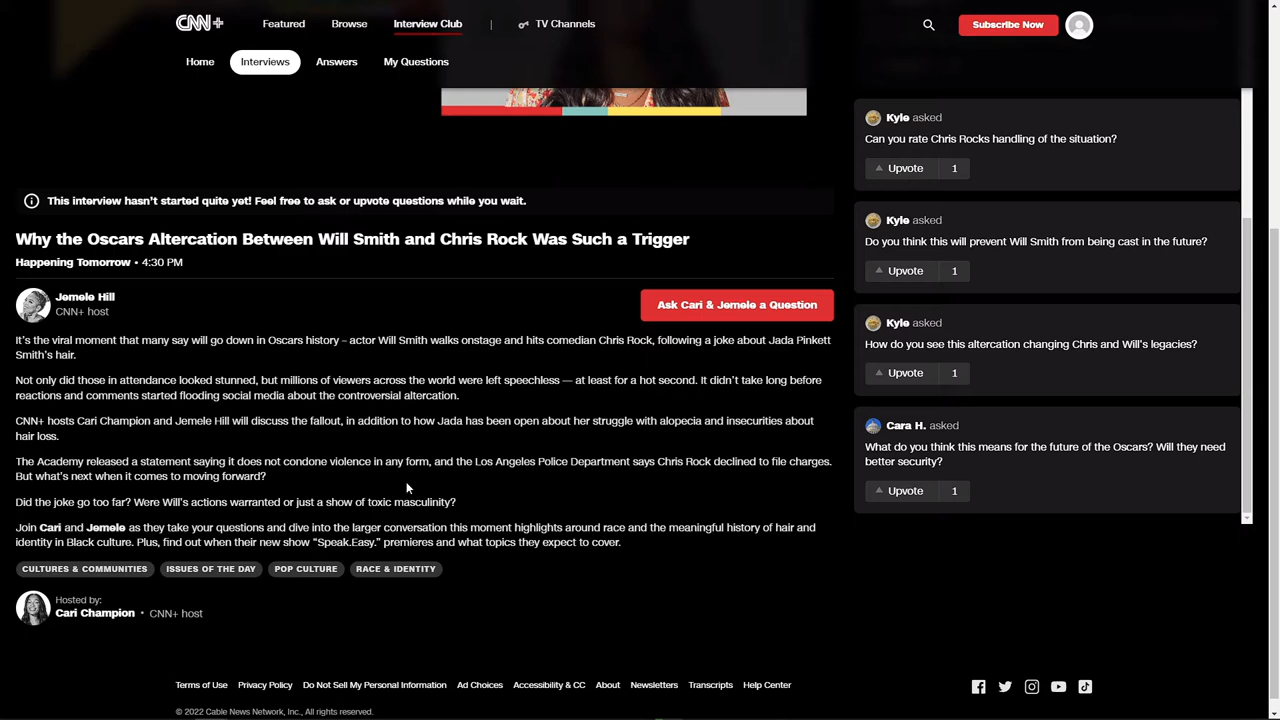 CNN+
Featured
Browse
Interview Club
|
TV Channels
Subscribe Now
Home
Interviews
Answers
My Questions
This interview hasn't started quite yet! Feel free to ask or upvote questions while you wait.
Why the Oscars Altercation Between Will Smith and Chris Rock Was Such a Trigger
Happening Tomorrow • 4:30 PM
Jemele Hill
CNN+ host
Ask Cari & Jemele a Question
It's the viral moment that many say will go down in Oscars history – actor Will Smith walks onstage and hits comedian Chris Rock, following a joke about Jada Pinkett
Smith's hair.
Not only did those in attendance looked stunned, but millions of viewers across the world were left speechless — at least for a hot second. It didn't take long before
reactions and comments started flooding social media about the controversial altercation.
CNN+ hosts Cari Champion and Jemele Hill will discuss the fallout, in addition to how Jada has been open about her struggle with alopecia and insecurities about
hair loss.
The Academy released a statement saying it does not condone violence in any form, and the Los Angeles Police Department says Chris Rock declined to file charges.
But what's next when it comes to moving forward?
Did the joke go too far? Were Will's actions warranted or just a show of toxic masculinity?
Join Cari and Jemele as they take your questions and dive into the larger conversation this moment highlights around race and the meaningful history of hair and
identity in Black culture. Plus, find out when their new show "Speak.Easy." premieres and what topics they expect to cover.
CULTURES & COMMUNITIES
ISSUES OF THE DAY
POP CULTURE
RACE & IDENTITY
Hosted by:
Cari Champion • CNN+ host
Kyle asked
Can you rate Chris Rocks handling of the situation?
Upvote 1
Kyle asked
Do you think this will prevent Will Smith from being cast in the future?
Upvote 1
Kyle asked
How do you see this altercation changing Chris and Will's legacies?
Upvote 1
Cara H. asked
What do you think this means for the future of the Oscars? Will they need
better security?
Upvote 1
Terms of Use
Privacy Policy
Do Not Sell My Personal Information
Ad Choices
Accessibility & CC
About
Newsletters
Transcripts
Help Center
© 2022 Cable News Network, Inc., All rights reserved.